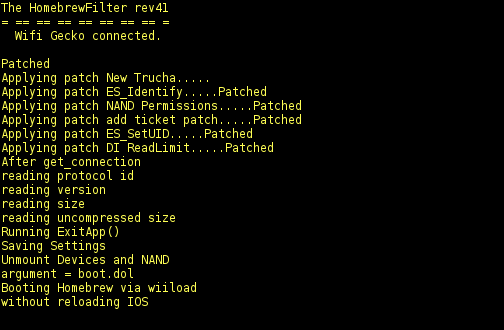 The HomebrewFilter rev41
= == == == == == == == =
Wifi Gecko connected.
Patched
Applying patch New Trucha.....
Applying patch ES_Identify.....Patched
Applying patch NAND Permissions.....Patched
Applying patch add ticket patch.....Patched
Applying patch ES_SetUID.....Patched
Applying patch DI ReadLimit.....Patched
After get_connection
reading protocol id
reading version
reading size
reading uncompressed size
Running ExitApp()
Saving Settings
Unmount Devices and NAND
argument = boot.dol
Booting Homebrew via wiiload
without reloading IOS